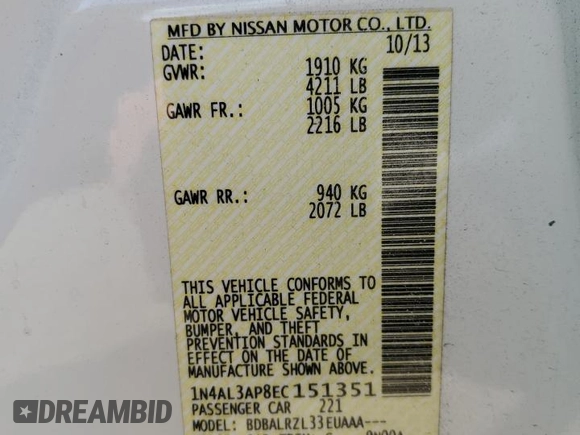 MFD BY NISSAN MOTOR CO., LTD.
DATE: 10/13
GVWR: 1910 KG
4211 LB
GAWR FR.: 1005 KG
2216 LB
GAWR RR.: 940 KG
2072 LB
THIS VEHICLE CONFORMS TO
ALL APPLICABLE FEDERAL
MOTOR VEHICLE SAFETY,
BUMPER, AND THEFT
PREVENTION STANDARDS IN
EFFECT ON THE DATE OF
MANUFACTURE SHOWN ABOVE.
1N4AL3AP8EC151351
PASSENGER CAR 221
MODEL: BDBALRZL33EUAAA---
DREAMBID
DREAMBID